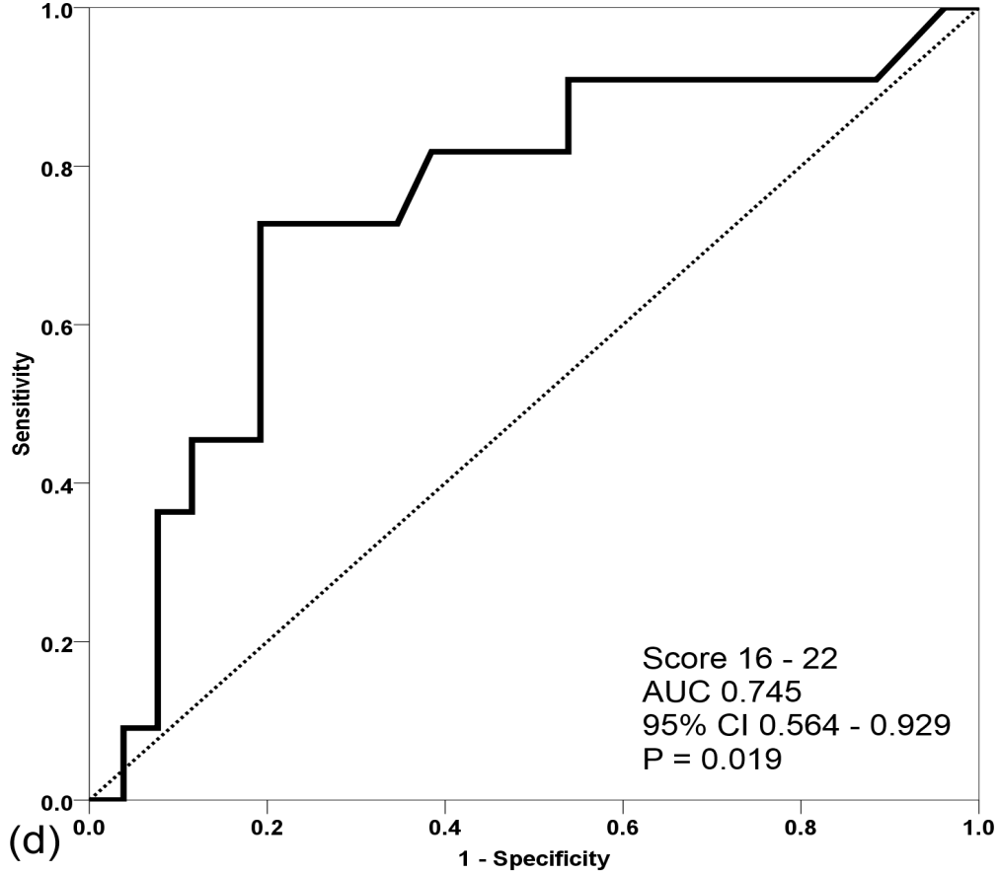 1.0
0.8
0.6
0.4
0.2
0.0
Sensitivity
Score 16 - 22
AUC 0.745
95% CI 0.564 - 0.929
P = 0.019
0.0 0.2 0.4 0.6 0.8 1.0
1 - Specificity
(d)